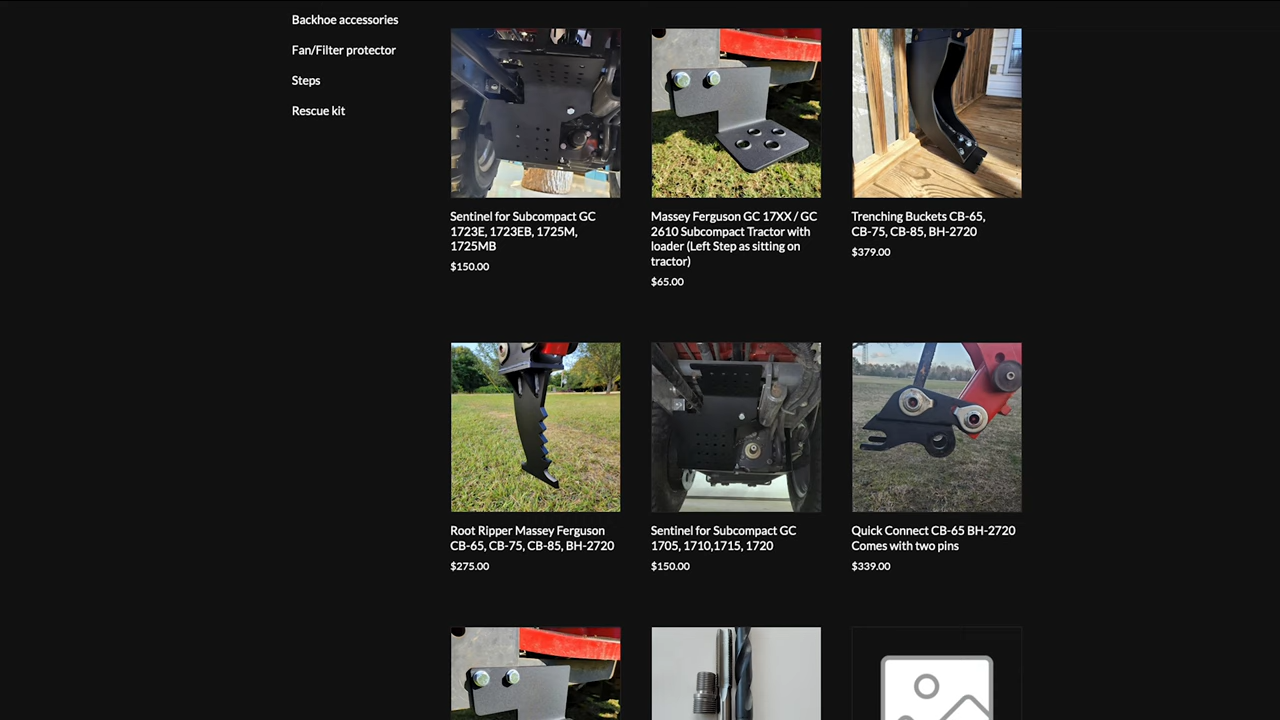 Backhoe accessories
Fan/Filter protector
Steps
Rescue kit
Sentinel for Subcompact GC
1723E, 1723EB, 1725M,
1725MB
$150.00
Massey Ferguson GC 17XX / GC
2610 Subcompact Tractor with
loader (Left Step as sitting on
tractor)
$65.00
Trenching Buckets CB-65,
CB-75, CB-85, BH-2720
$379.00
Root Ripper Massey Ferguson
CB-65, CB-75, CB-85, BH-2720
$275.00
Sentinel for Subcompact GC
1705, 1710,1715, 1720
$150.00
Quick Connect CB-65 BH-2720
Comes with two pins
$339.00